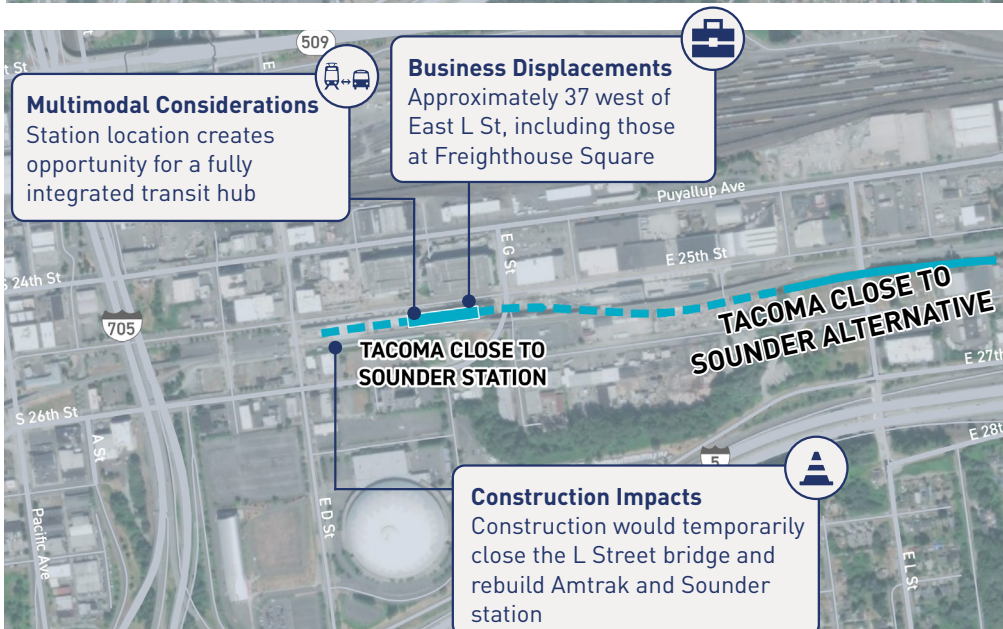 509
E
t St
Multimodal Considerations
Station location creates
opportunity for a fully
integrated transit hub
Business Displacements
Approximately 37 west of
East L St, including those
at Freighthouse Square
Puyallup Ave
E G St
E 25th St
S 24th St
705
TACOMA CLOSE TO
SOUNDER STATION
TACOMA CLOSE TO
SOUNDER ALTERNATIVE
E 27th
S 26th St
A St
E 28th
5
Pacific Ave
E D St
Construction Impacts
Construction would temporarily
close the L Street bridge and
rebuild Amtrak and Sounder
station
E L St